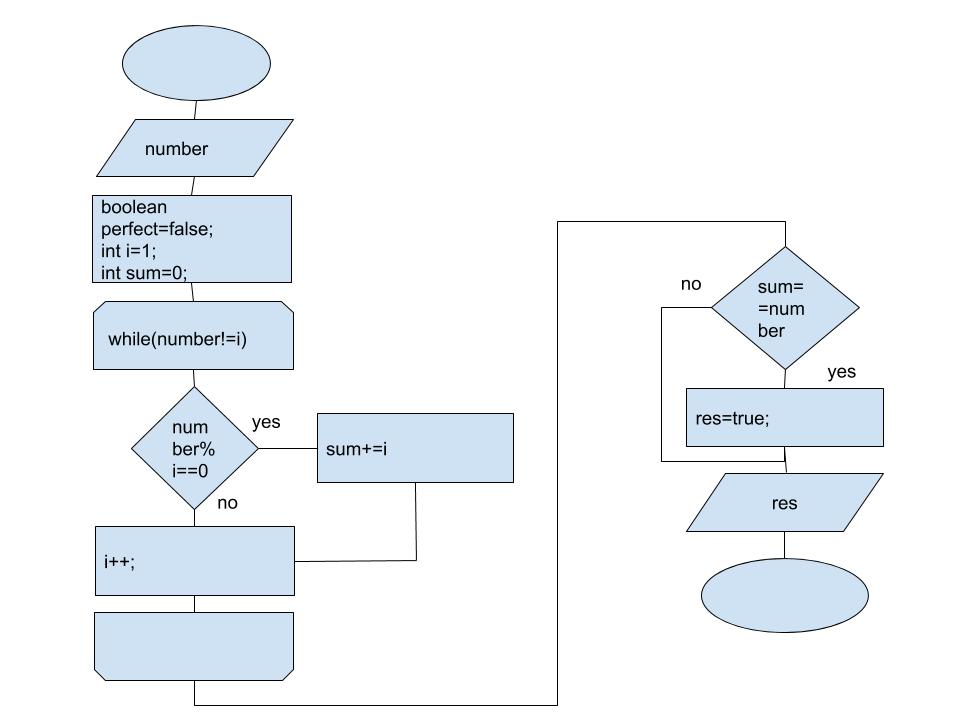 number
boolean
perfect=false;
int i=1;
int sum=0;
while(number!=i)
num
ber%
i==0
yes
sum+=i
no
i++;
no
sum=
=num
ber
yes
res=true;
res